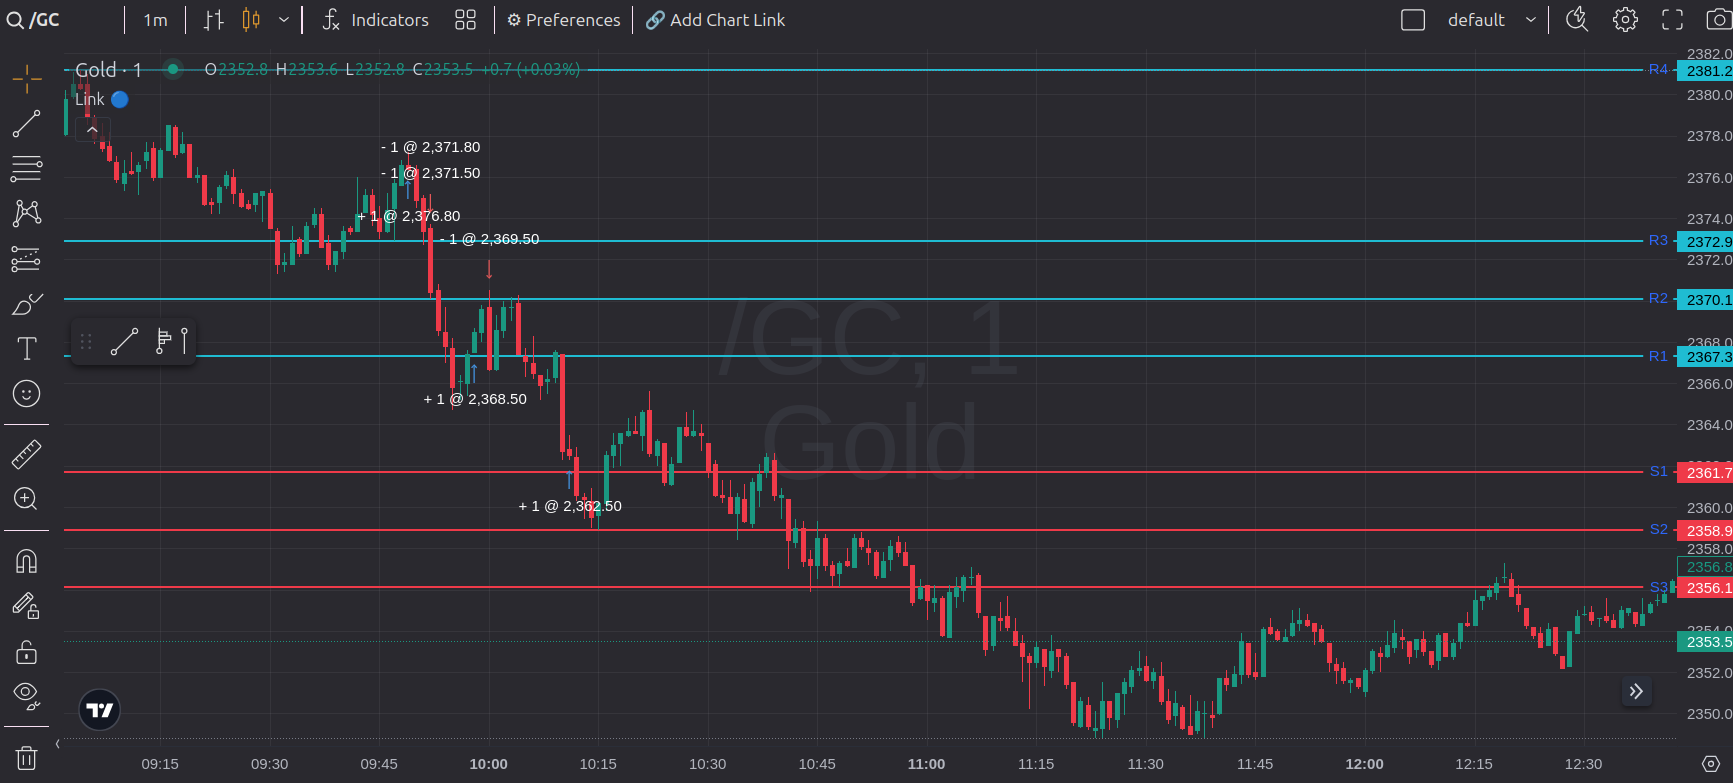 /GC 1m Indicators Preferences Add Chart Link default
Gold · 1 O2352.8 H2353.6 L2352.8 C2353.5 +0.7 (+0.03%)
Link
- 1 @ 2,371.80
- 1 @ 2,371.50
+ 1 @ 2,376.80
- 1 @ 2,369.50
+ 1 @ 2,368.50
+ 1 @ 2,362.50
/GC, 1
Gold
R4
R3
R2
R1
S1
S2
S3
2382.0
2381.2
2380.0
2378.0
2376.0
2374.0
2372.9
2372.0
2370.1
2368.0
2367.3
2366.0
2364.0
2361.7
2360.0
2358.9
2358.0
2356.8
2356.1
2354.0
2353.5
2352.0
2350.0
09:15 09:30 09:45 10:00 10:15 10:30 10:45 11:00 11:15 11:30 11:45 12:00 12:15 12:30